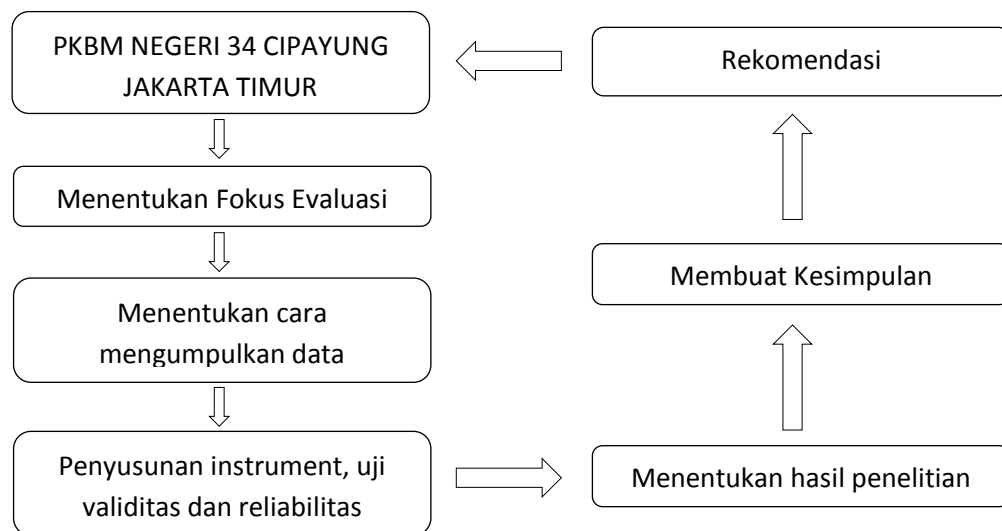 PKBM NEGERI 34 CIPAYUNG
JAKARTA TIMUR
Menentukan Fokus Evaluasi
Menentukan cara
mengumpulkan data
Penyusunan instrument, uji
validitas dan reliabilitas
Menentukan hasil penelitian
Membuat Kesimpulan
Rekomendasi